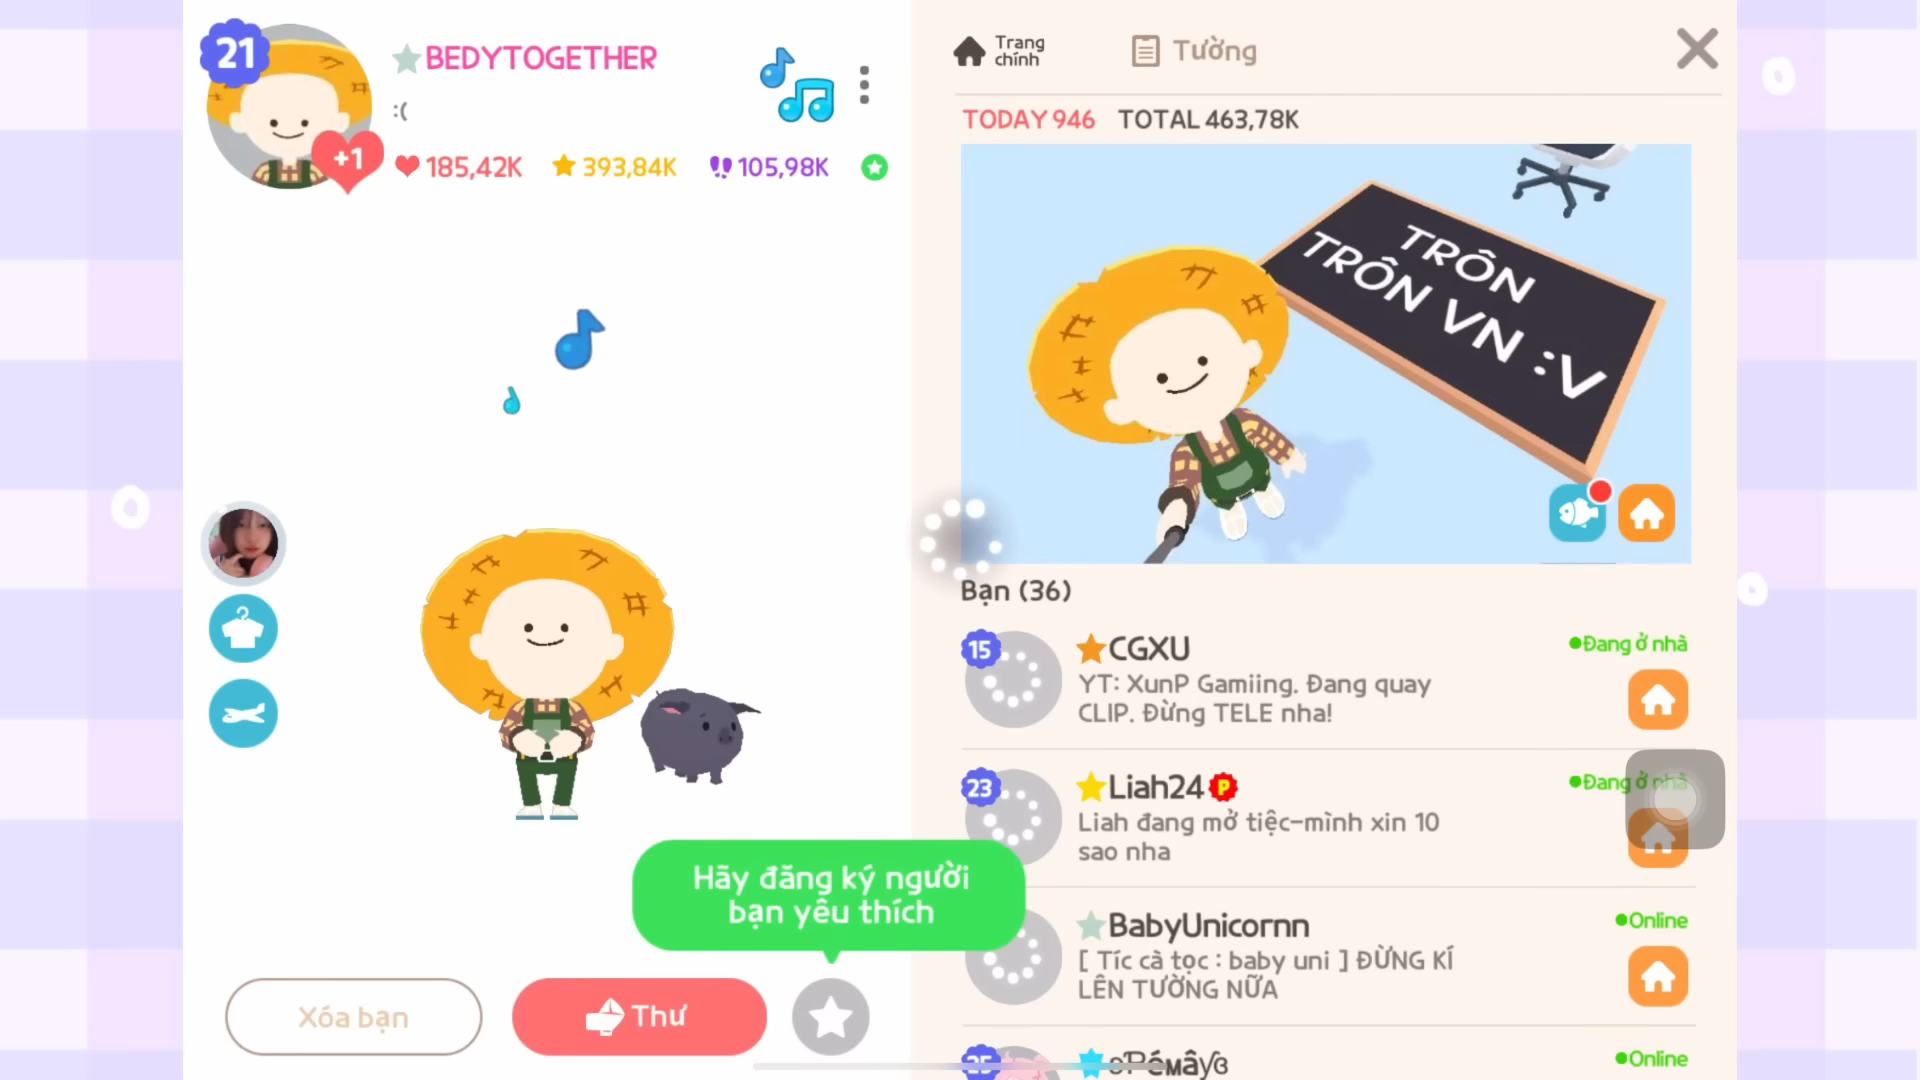 21
BEDYTOGETHER
:(
+1
185,42K
393,84K
105,98K
Trang
chính
Tường
TODAY 946
TOTAL 463,78K
TRÔN
TRÔN VN :V
Bạn (36)
15
CGXU
Đang ở nhà
YT: XunP Gamiing. Đang quay
CLIP. Đừng TELE nha!
23
Liah24
P
Đang ở nhà
Liah đang mở tiệc-mình xin 10
sao nha
BabyUnicornn
Online
[ Tíc cà tọc : baby uni ] ĐỪNG KÍ
LÊN TƯỜNG NỮA
Online
Hãy đăng ký người
bạn yêu thích
Xóa bạn
Thư